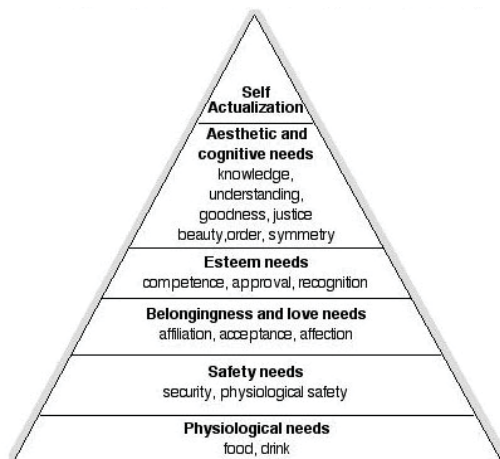 Self
Actualization
Aesthetic and
cognitive needs
knowledge,
understanding,
goodness, justice
beauty,order, symmetry
Esteem needs
competence, approval, recognition
Belongingness and love needs
affiliation, acceptance, affection
Safety needs
security, physiological safety
Physiological needs
food, drink